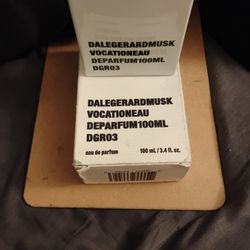 DALEGERARDMUSK
VOCATIONEAU
DEPARFUM100ML
DGR03
DALEGERARDMUSK
VOCATIONEAU
DEPARFUM100ML
DGR03
eau de parfum 100 ml / 3.4 fl. oz.